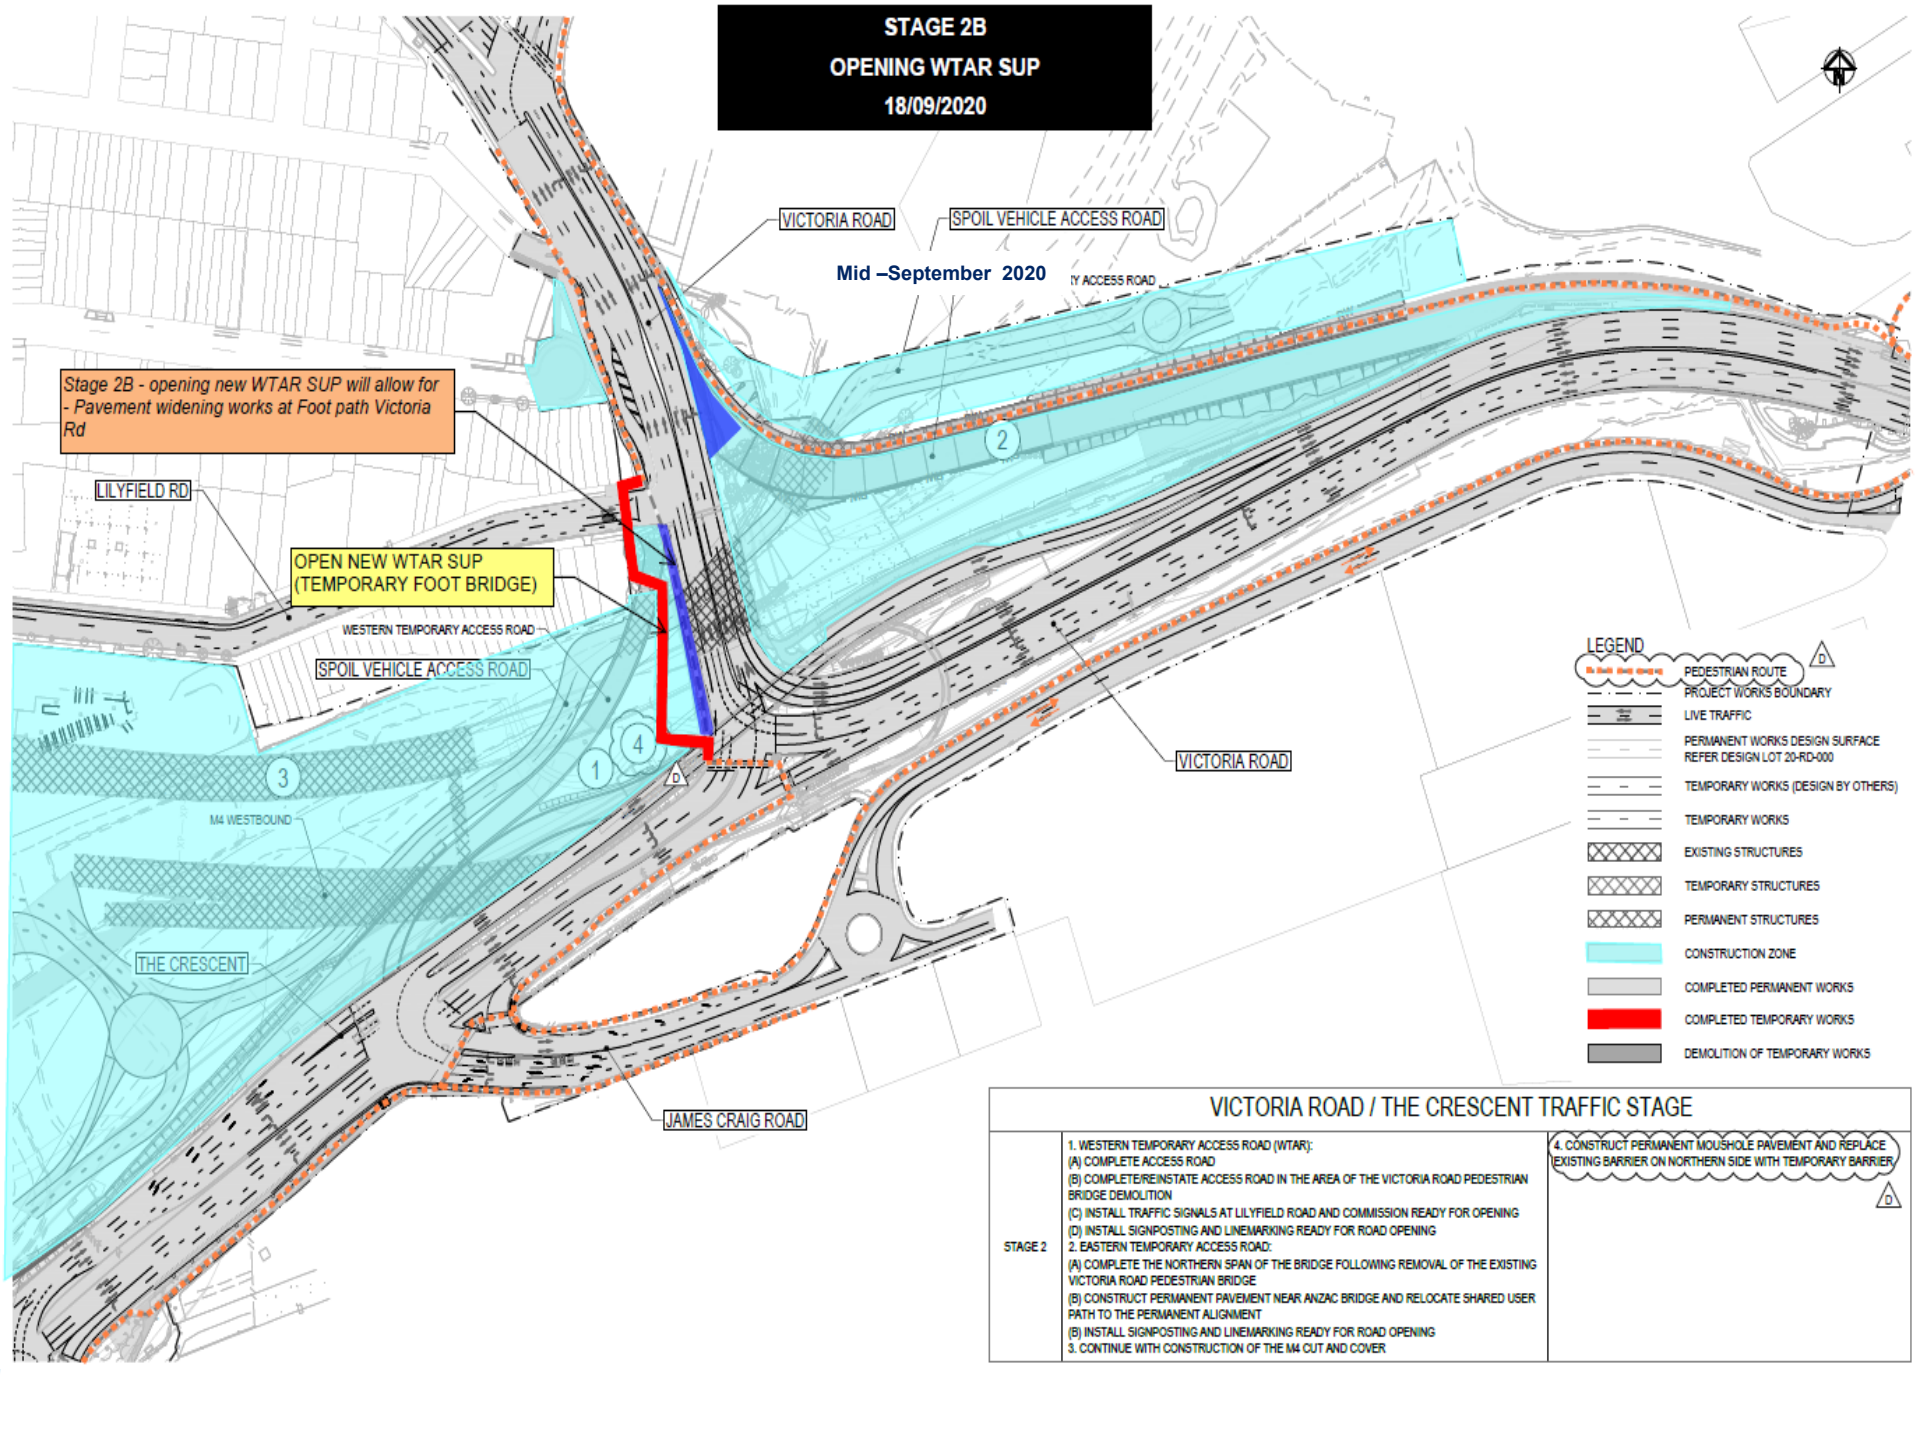 STAGE 2B
OPENING WTAR SUP
18/09/2020
N
VICTORIA ROAD
SPOIL VEHICLE ACCESS ROAD
Mid –September  2020
Y ACCESS ROAD
Stage 2B - opening new WTAR SUP will allow for
- Pavement widening works at Foot path Victoria
Rd
2
LILYFIELD RD
OPEN NEW WTAR SUP
(TEMPORARY FOOT BRIDGE)
WESTERN TEMPORARY ACCESS ROAD
SPOIL VEHICLE ACCESS ROAD
3
1
4
D
VICTORIA ROAD
M4 WESTBOUND
THE CRESCENT
JAMES CRAIG ROAD
LEGEND
D
PEDESTRIAN ROUTE
PROJECT WORKS BOUNDARY
LIVE TRAFFIC
PERMANENT WORKS DESIGN SURFACE
REFER DESIGN LOT 20-RD-000
TEMPORARY WORKS (DESIGN BY OTHERS)
TEMPORARY WORKS
EXISTING STRUCTURES
TEMPORARY STRUCTURES
PERMANENT STRUCTURES
CONSTRUCTION ZONE
COMPLETED PERMANENT WORKS
COMPLETED TEMPORARY WORKS
DEMOLITION OF TEMPORARY WORKS
VICTORIA ROAD / THE CRESCENT TRAFFIC STAGE
STAGE 2
1. WESTERN TEMPORARY ACCESS ROAD (WTAR):
(A) COMPLETE ACCESS ROAD
(B) COMPLETE/REINSTATE ACCESS ROAD IN THE AREA OF THE VICTORIA ROAD PEDESTRIAN
BRIDGE DEMOLITION
(C) INSTALL TRAFFIC SIGNALS AT LILYFIELD ROAD AND COMMISSION READY FOR OPENING
(D) INSTALL SIGNPOSTING AND LINEMARKING READY FOR ROAD OPENING
2. EASTERN TEMPORARY ACCESS ROAD:
(A) COMPLETE THE NORTHERN SPAN OF THE BRIDGE FOLLOWING REMOVAL OF THE EXISTING
VICTORIA ROAD PEDESTRIAN BRIDGE
(B) CONSTRUCT PERMANENT PAVEMENT NEAR ANZAC BRIDGE AND RELOCATE SHARED USER
PATH TO THE PERMANENT ALIGNMENT
(B) INSTALL SIGNPOSTING AND LINEMARKING READY FOR ROAD OPENING
3. CONTINUE WITH CONSTRUCTION OF THE M4 CUT AND COVER
4. CONSTRUCT PERMANENT MOUSHOLE PAVEMENT AND REPLACE
EXISTING BARRIER ON NORTHERN SIDE WITH TEMPORARY BARRIER
D